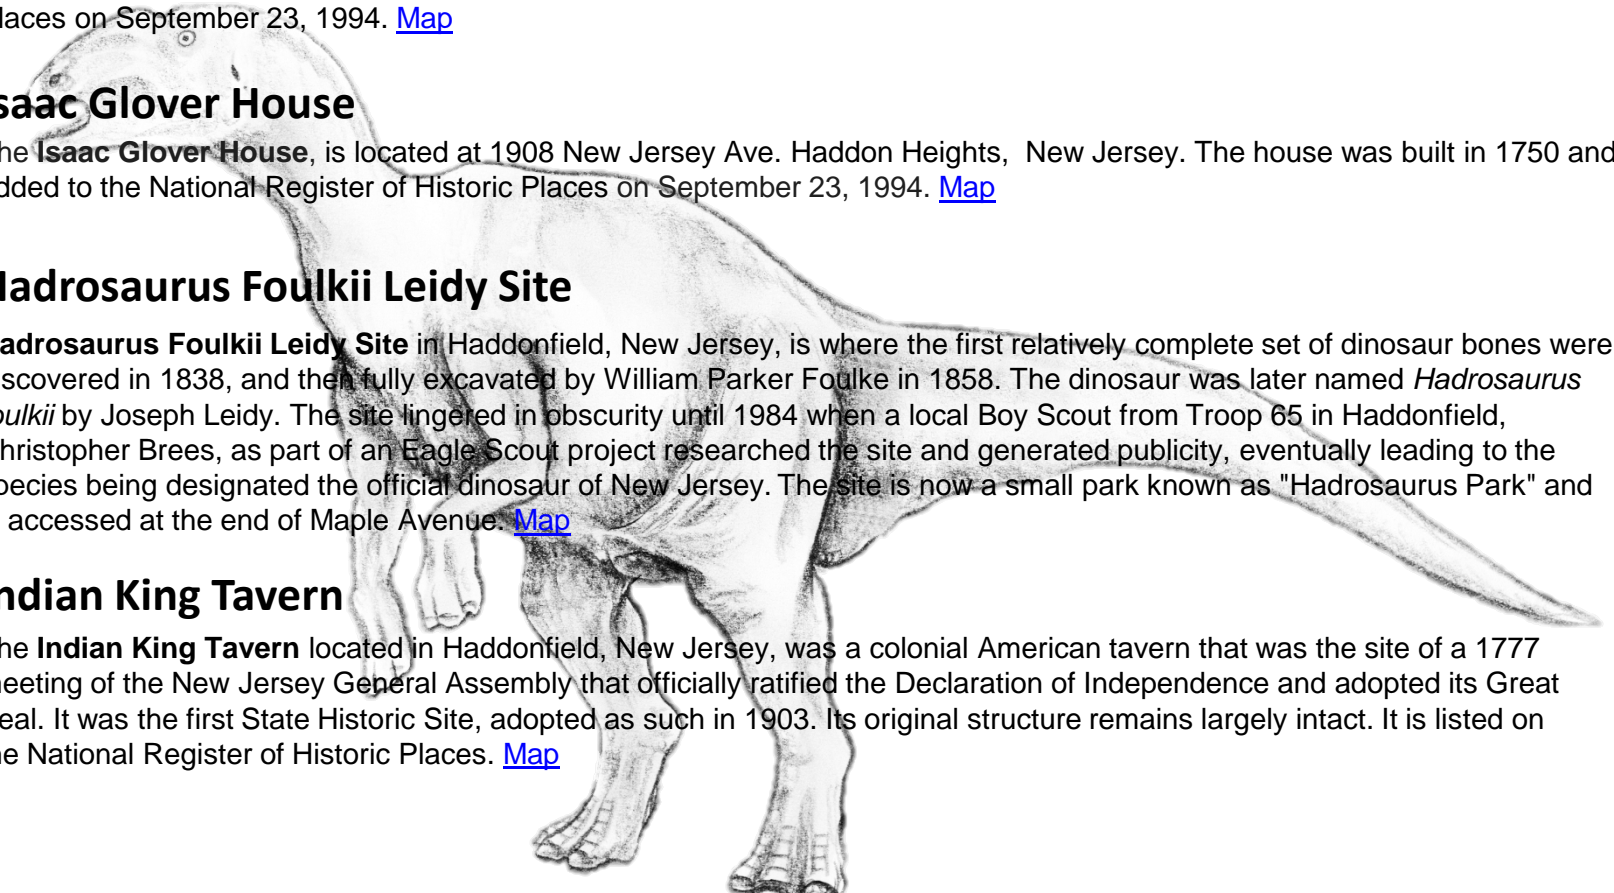 laces on September 23, 1994. Map
saac Glover House
he Isaac Glover House, is located at 1908 New Jersey Ave. Haddon Heights, New Jersey. The house was built in 1750 and
dded to the National Register of Historic Places on September 23, 1994. Map
adrosaurus Foulkii Leidy Site
adrosaurus Foulkii Leidy Site in Haddonfield, New Jersey, is where the first relatively complete set of dinosaur bones were
scovered in 1838, and then fully excavated by William Parker Foulke in 1858. The dinosaur was later named Hadrosaurus
oulkii by Joseph Leidy. The site lingered in obscurity until 1984 when a local Boy Scout from Troop 65 in Haddonfield,
hristopher Brees, as part of an Eagle Scout project researched the site and generated publicity, eventually leading to the
pecies being designated the official dinosaur of New Jersey. The site is now a small park known as "Hadrosaurus Park" and
accessed at the end of Maple Avenue. Map
ndian King Tavern
he Indian King Tavern located in Haddonfield, New Jersey, was a colonial American tavern that was the site of a 1777
eeting of the New Jersey General Assembly that officially ratified the Declaration of Independence and adopted its Great
eal. It was the first State Historic Site, adopted as such in 1903. Its original structure remains largely intact. It is listed on
he National Register of Historic Places. Map